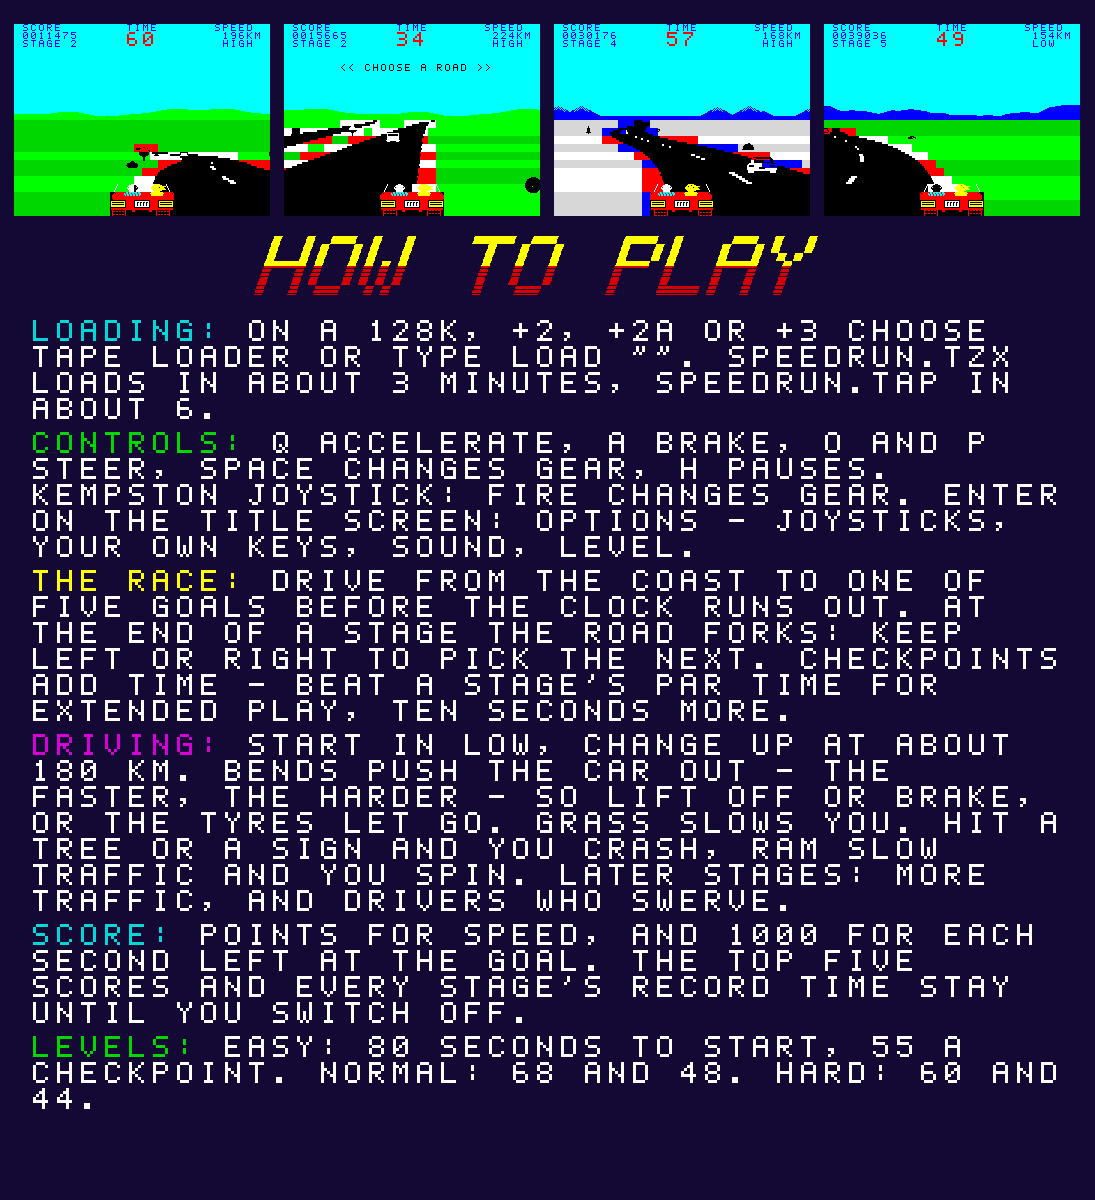 SCORE TIME SPEED
0011475 60 196KM
STAGE 2 HIGH
SCORE TIME SPEED
0015665 34 224KM
STAGE 2 HIGH
<< CHOOSE A ROAD >>
SCORE TIME SPEED
0030176 57 168KM
STAGE 4 HIGH
SCORE TIME SPEED
0039036 49 154KM
STAGE 5 LOW
HOW TO PLAY
LOADING: ON A 128K, +2, +2A OR +3 CHOOSE
TAPE LOADER OR TYPE LOAD "". SPEEDRUN.TZX
LOADS IN ABOUT 3 MINUTES, SPEEDRUN.TAP IN
ABOUT 6.
CONTROLS: Q ACCELERATE, A BRAKE, O AND P
STEER, SPACE CHANGES GEAR, H PAUSES.
KEMPSTON JOYSTICK: FIRE CHANGES GEAR. ENTER
ON THE TITLE SCREEN: OPTIONS - JOYSTICKS,
YOUR OWN KEYS, SOUND, LEVEL.
THE RACE: DRIVE FROM THE COAST TO ONE OF
FIVE GOALS BEFORE THE CLOCK RUNS OUT. AT
THE END OF A STAGE THE ROAD FORKS: KEEP
LEFT OR RIGHT TO PICK THE NEXT. CHECKPOINTS
ADD TIME - BEAT A STAGE'S PAR TIME FOR
EXTENDED PLAY, TEN SECONDS MORE.
DRIVING: START IN LOW, CHANGE UP AT ABOUT
180 KM. BENDS PUSH THE CAR OUT - THE
FASTER, THE HARDER - SO LIFT OFF OR BRAKE,
OR THE TYRES LET GO. GRASS SLOWS YOU. HIT A
TREE OR A SIGN AND YOU CRASH, RAM SLOW
TRAFFIC AND YOU SPIN. LATER STAGES: MORE
TRAFFIC, AND DRIVERS WHO SWERVE.
SCORE: POINTS FOR SPEED, AND 1000 FOR EACH
SECOND LEFT AT THE GOAL. THE TOP FIVE
SCORES AND EVERY STAGE'S RECORD TIME STAY
UNTIL YOU SWITCH OFF.
LEVELS: EASY: 80 SECONDS TO START, 55 A
CHECKPOINT. NORMAL: 68 AND 48. HARD: 60 AND
44.